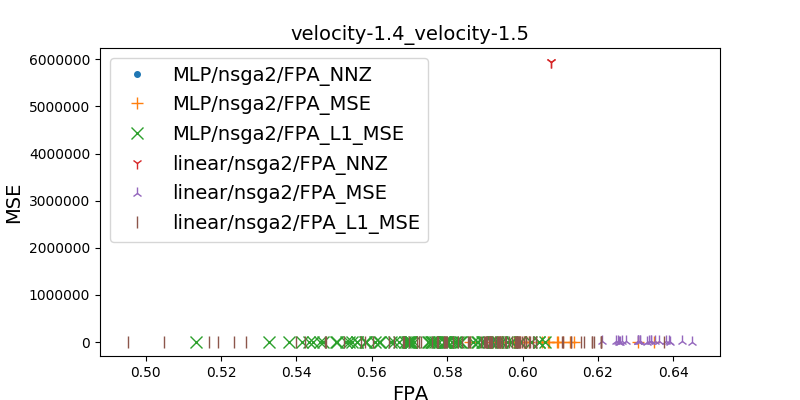 velocity-1.4_velocity-1.5
6000000
5000000
4000000
3000000
2000000
1000000
0
MSE
MLP/nsga2/FPA_NNZ
MLP/nsga2/FPA_MSE
MLP/nsga2/FPA_L1_MSE
linear/nsga2/FPA_NNZ
linear/nsga2/FPA_MSE
linear/nsga2/FPA_L1_MSE
0.50 0.52 0.54 0.56 0.58 0.60 0.62 0.64
FPA